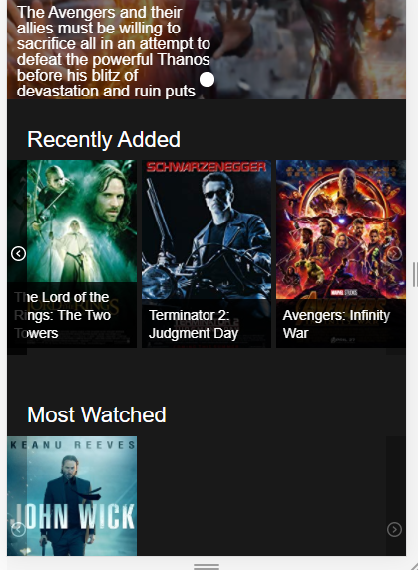 The Avengers and their
allies must be willing to
sacrifice all in an attempt to
defeat the powerful Thanos
before his blitz of
devastation and ruin puts
Recently Added
SCHWARZENEGGER
The Lord of the
Rings: The Two
Towers
Terminator 2:
Judgment Day
MARVEL STUDIOS
Avengers: Infinity
War
Most Watched
KEANU REEVES
JOHN WICK